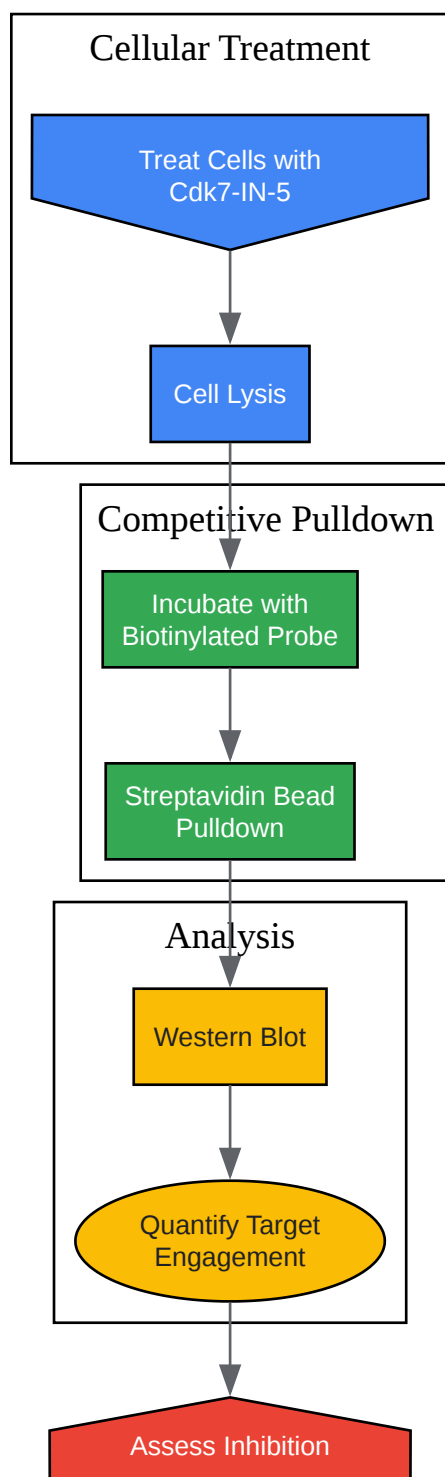 Cellular Treatment
Treat Cells with
Cdk7-IN-5
Cell Lysis
Competitive Pulldown
Incubate with
Biotinylated Probe
Streptavidin Bead
Pulldown
Analysis
Western Blot
Quantify Target
Engagement
Assess Inhibition